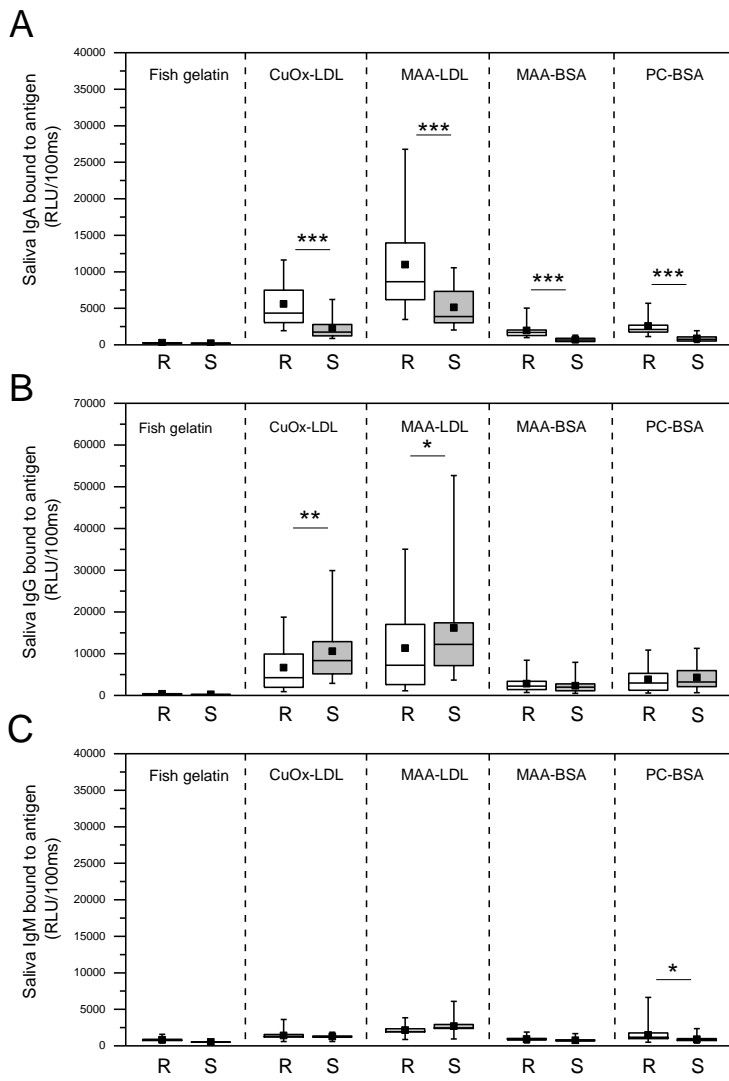 A
Saliva IgA bound to antigen
(RLU/100ms)
40000
35000
30000
25000
20000
15000
10000
5000
0
Fish gelatin
CuOx-LDL
MAA-LDL
MAA-BSA
PC-BSA
***
***
***
***
R S R S R S R S R S
B
Saliva IgG bound to antigen
(RLU/100ms)
70000
60000
50000
40000
30000
20000
10000
0
Fish gelatin
CuOx-LDL
MAA-LDL
MAA-BSA
PC-BSA
**
*
R S R S R S R S R S
C
Saliva IgM bound to antigen
(RLU/100ms)
40000
35000
30000
25000
20000
15000
10000
5000
0
Fish gelatin
CuOx-LDL
MAA-LDL
MAA-BSA
PC-BSA
*
R S R S R S R S R S